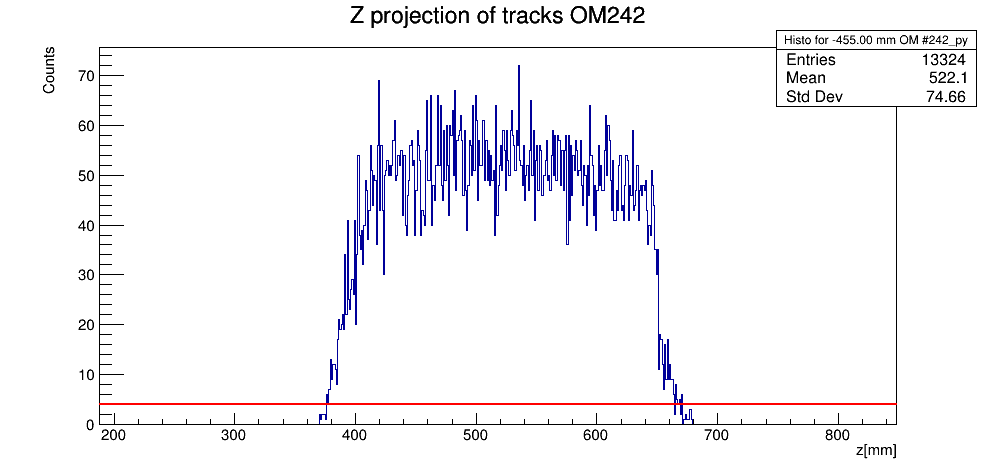 Z projection of tracks OM242
Histo for -455.00 mm OM #242_py
Entries 13324
Mean 522.1
Std Dev 74.66
Counts
70
60
50
40
30
20
10
0
200 300 400 500 600 700 800
z[mm]